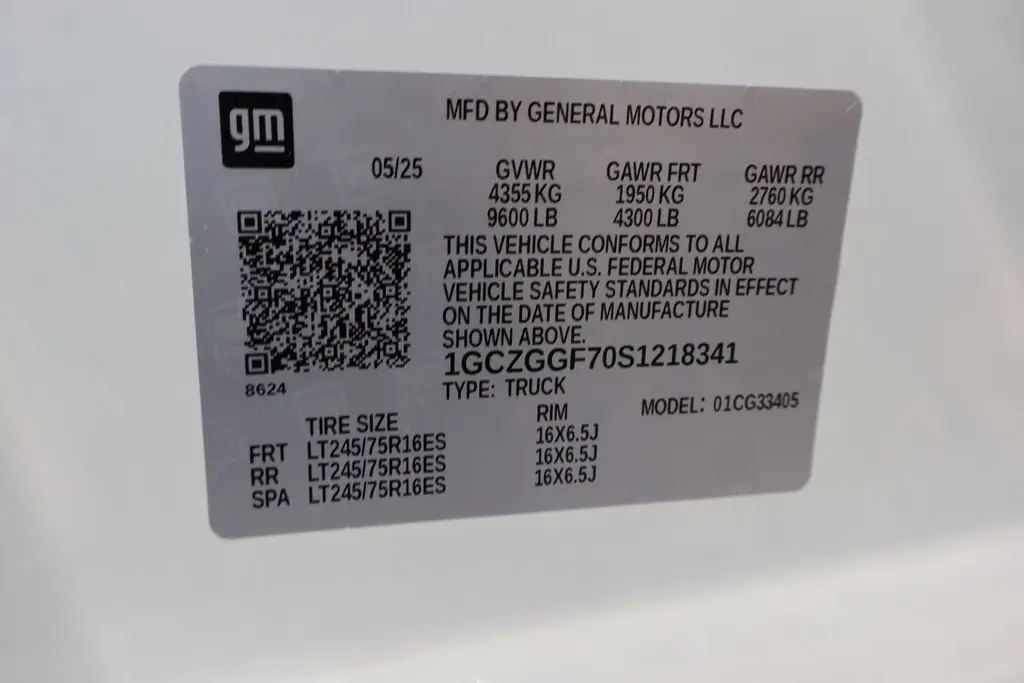 gm
MFD BY GENERAL MOTORS LLC
05/25 GVWR GAWR FRT GAWR RR
4355 KG 1950 KG 2760 KG
9600 LB 4300 LB 6084 LB
THIS VEHICLE CONFORMS TO ALL
APPLICABLE U.S. FEDERAL MOTOR
VEHICLE SAFETY STANDARDS IN EFFECT
ON THE DATE OF MANUFACTURE
SHOWN ABOVE.
1GCZGGF70S1218341
8624
TYPE: TRUCK
MODEL: 01CG33405
TIRE SIZE RIM
FRT LT245/75R16ES 16X6.5J
RR LT245/75R16ES 16X6.5J
SPA LT245/75R16ES 16X6.5J